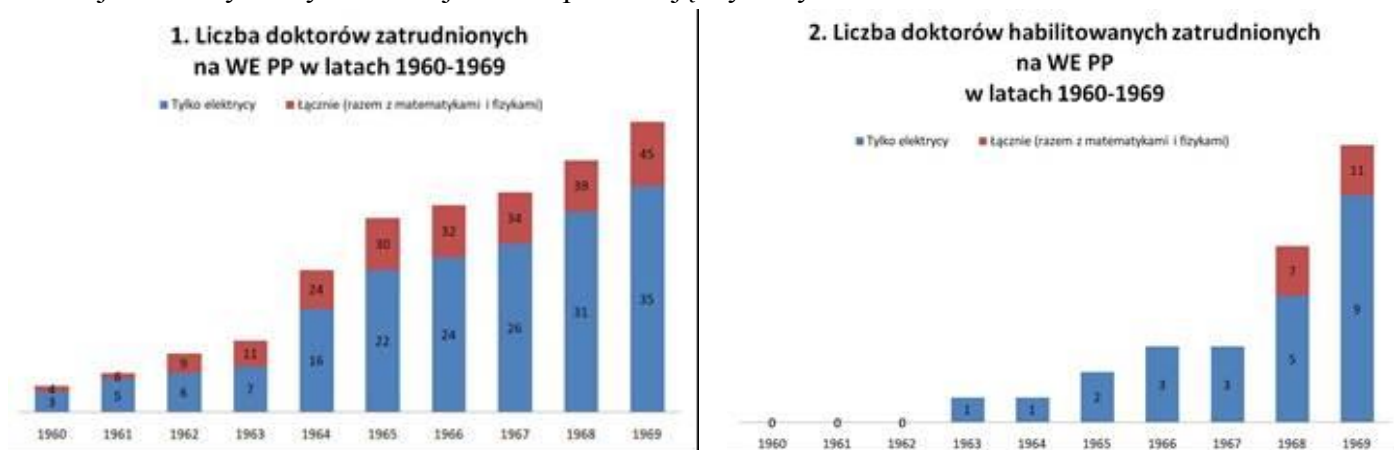 1. Liczba doktorów zatrudnionych
na WE PP w latach 1960-1969
Tylko elektrycy Łącznie (razem z matematykami i fizykami)
45
38
34
32
30
24
11
9
6
4
35
31
26
24
22
16
7
6
5
3
1960 1961 1962 1963 1964 1965 1966 1967 1968 1969
2. Liczba doktorów habilitowanych zatrudnionych
na WE PP
w latach 1960-1969
Tylko elektrycy Łącznie (razem z matematykami i fizykami)
11
7
9
5
3 3
2
1 1
0 0 0
1960 1961 1962 1963 1964 1965 1966 1967 1968 1969